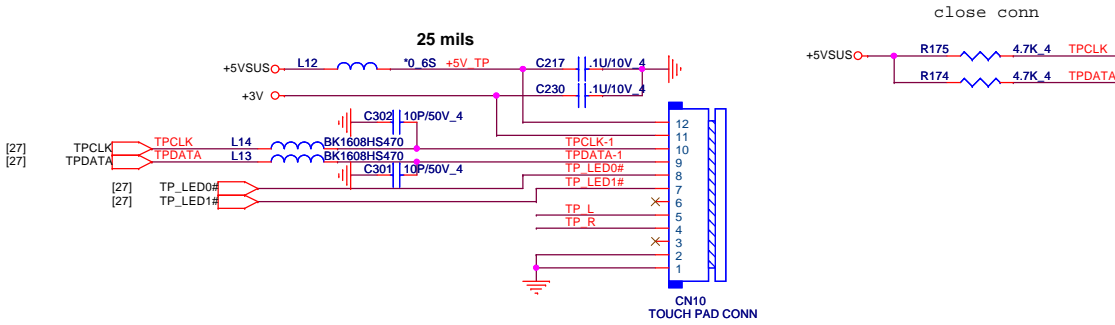 close conn
25 mils
+5VSUS L12 *0_6S +5V_TP C217 .1U/10V_4
+5VSUS R175 4.7K_4 TPCLK
R174 4.7K_4 TPDATA
+3V C230 .1U/10V_4
C302 10P/50V_4
12
11
[27] TPCLK TPCLK L14 BK1608HS470 TPCLK-1 10
[27] TPDATA TPDATA L13 BK1608HS470 TPDATA-1 9
C301 10P/50V_4
[27] TP_LED0# TP_LED0# 8
[27] TP_LED1# TP_LED1# 7
6
TP_L 5
TP_R 4
3
2
1
CN10
TOUCH PAD CONN